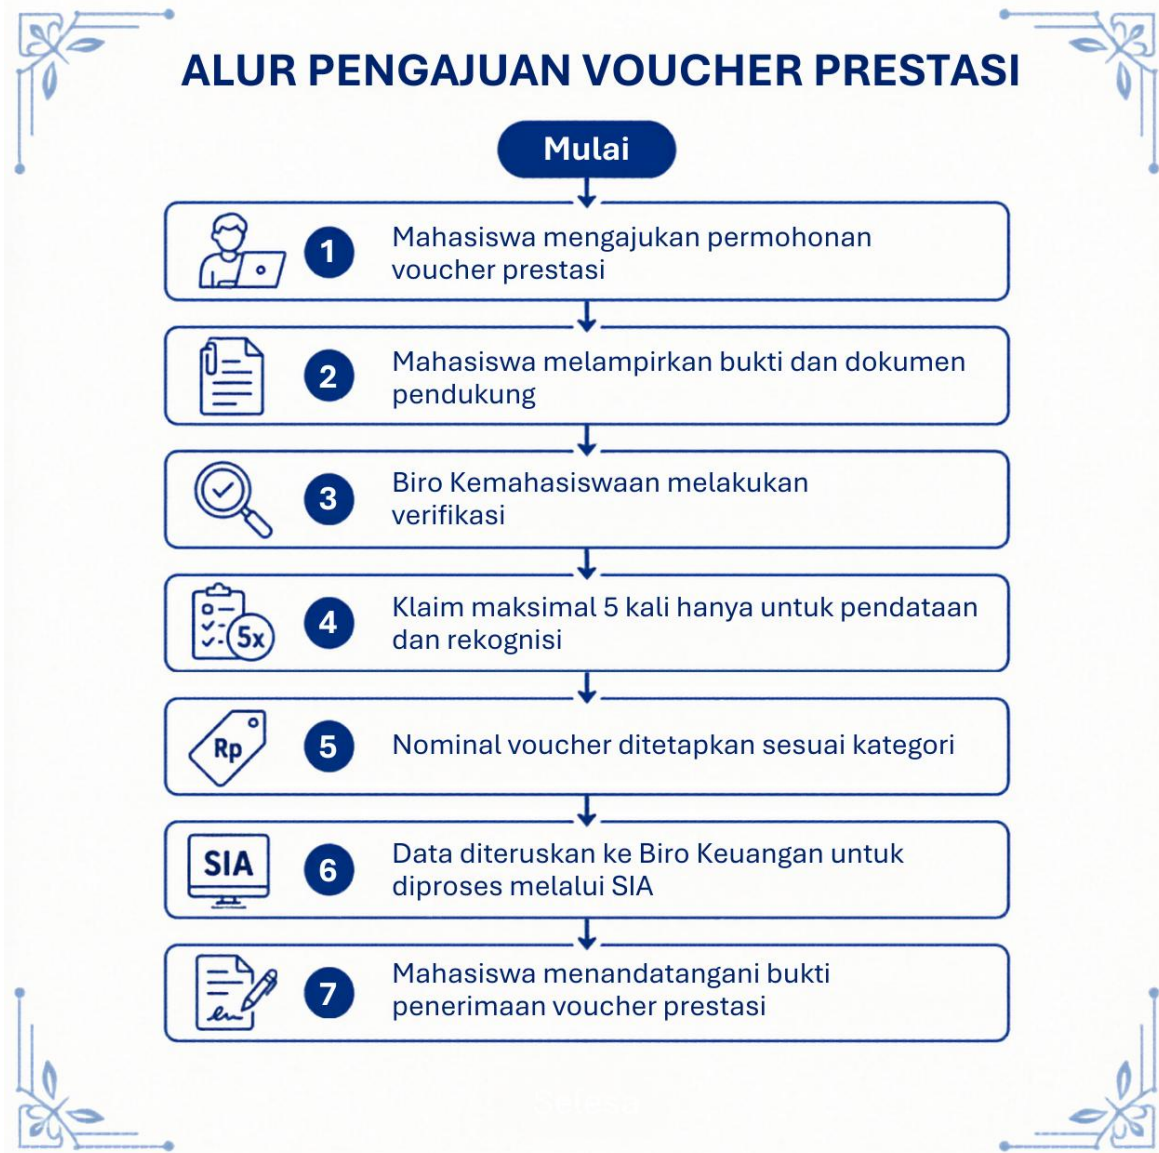 ALUR PENGAJUAN VOUCHER PRESTASI
Mulai
1
Mahasiswa mengajukan permohonan
voucher prestasi
2
Mahasiswa melampirkan bukti dan dokumen
pendukung
3
Biro Kemahasiswaan melakukan
verifikasi
5x
4
Klaim maksimal 5 kali hanya untuk pendataan
dan rekognisi
Rp
5
Nominal voucher ditetapkan sesuai kategori
SIA
6
Data diteruskan ke Biro Keuangan untuk
diproses melalui SIA
7
Mahasiswa menandatangani bukti
penerimaan voucher prestasi